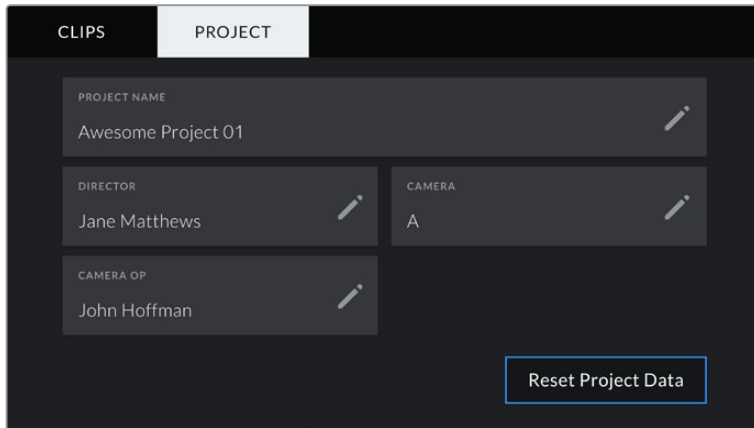 CLIPS PROJECT
PROJECT NAME
Awesome Project 01
DIRECTOR
Jane Matthews
CAMERA
A
CAMERA OP
John Hoffman
Reset Project Data